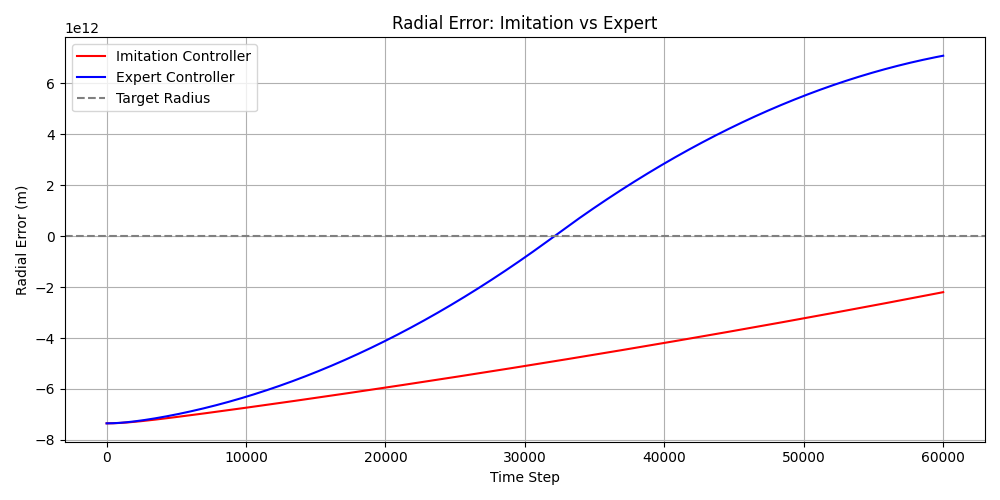 Radial Error: Imitation vs Expert
1e12
Imitation Controller
Expert Controller
Target Radius
6
4
2
0
−2
−4
−6
−8
Radial Error (m)
0 10000 20000 30000 40000 50000 60000
Time Step